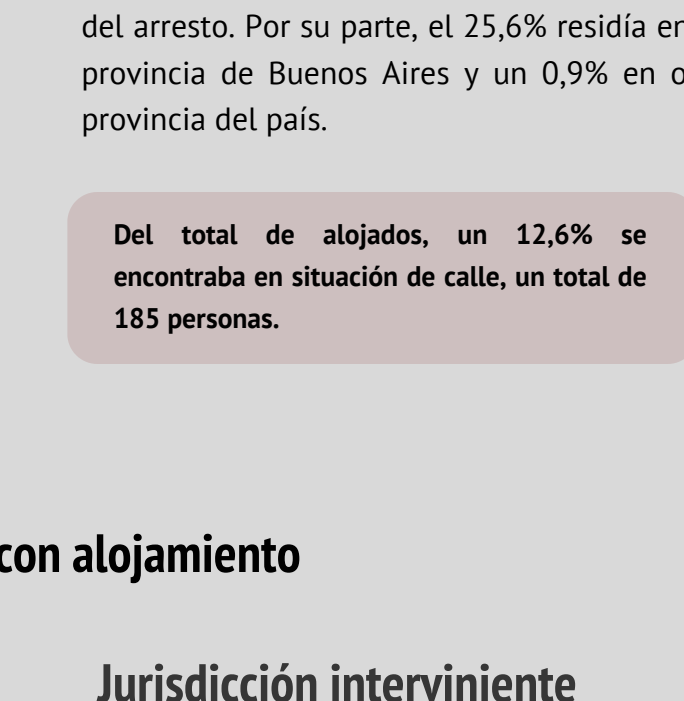 del arresto. Por su parte, el 25,6% residía en
provincia de Buenos Aires y un 0,9% en
provincia del país.
Del total de alojados, un 12,6% se
encontraba en situación de calle, un total de
185 personas.
con alojamiento
Jurisdicción interviniente